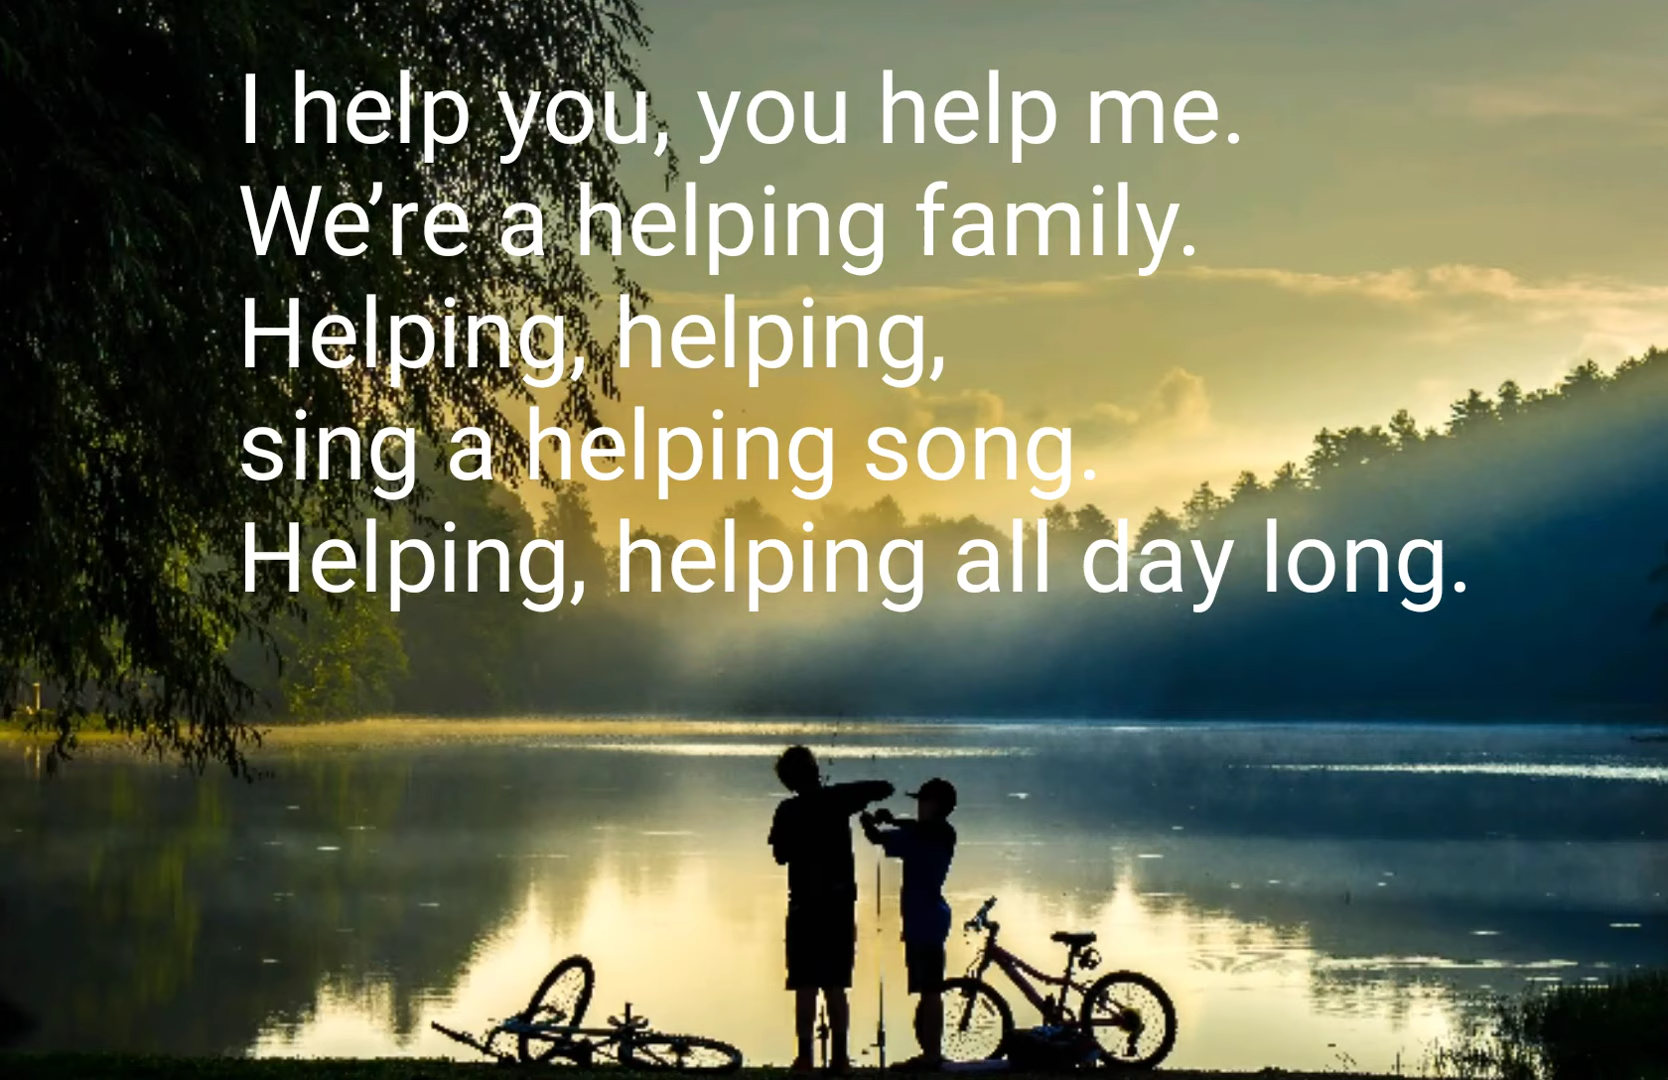 I help you, you help me.
We’re a helping family.
Helping, helping,
sing a helping song.
Helping, helping all day long.